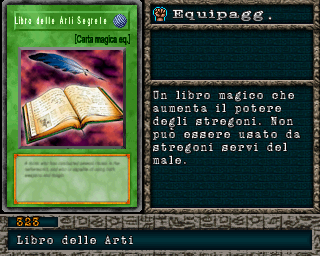 Libro delle Arti Segrete
[Carta magica eq.]
Equipagg.
Un libro magico che
aumenta il potere
degli stregoni. Non
può essere usato da
stregoni servi del
male.
323
Libro delle Arti